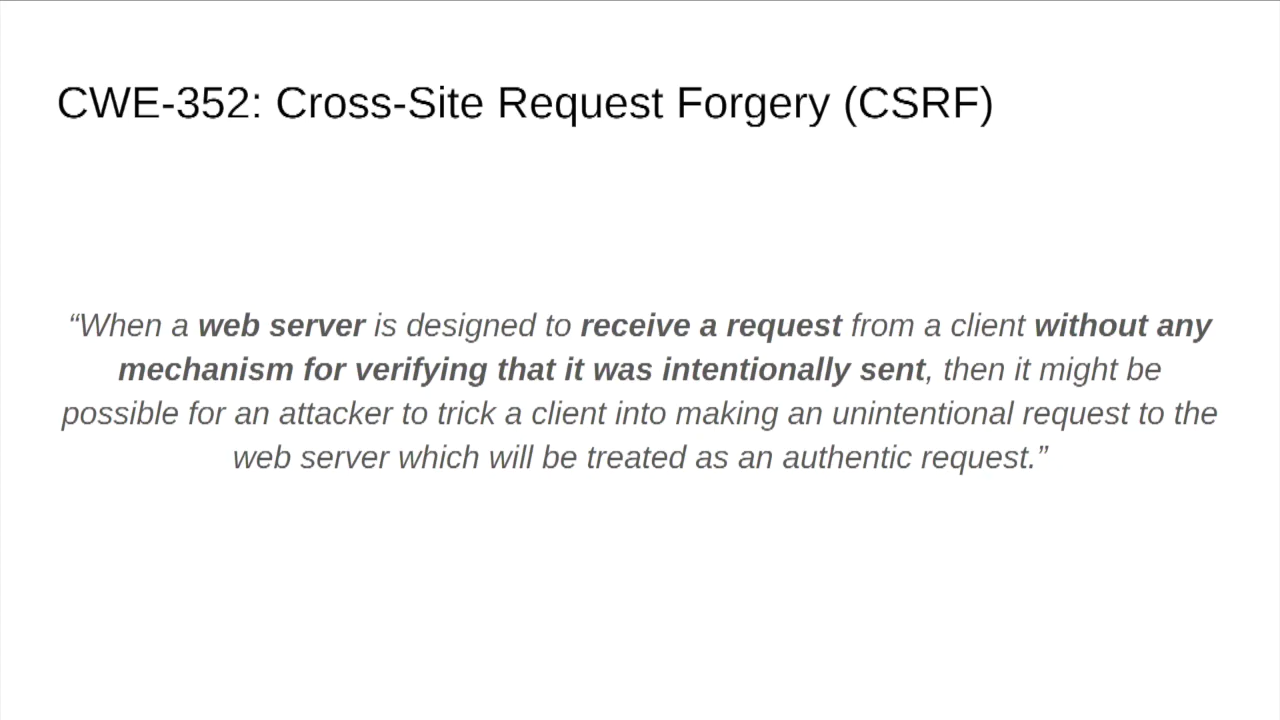 CWE-352: Cross-Site Request Forgery (CSRF)
“When a web server is designed to receive a request from a client without any
mechanism for verifying that it was intentionally sent, then it might be
possible for an attacker to trick a client into making an unintentional request to the
web server which will be treated as an authentic request.”